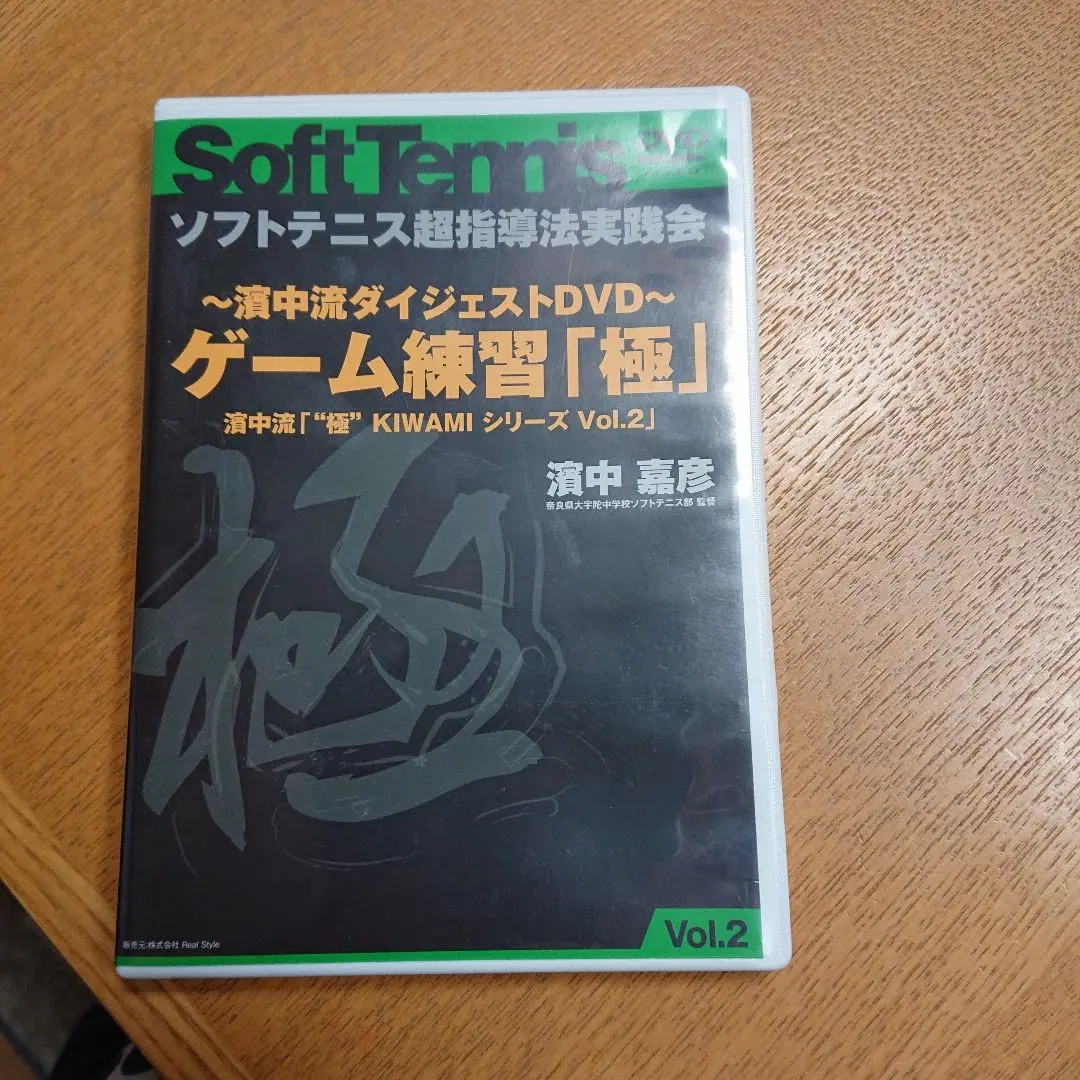 Soft Tennis
ソフトテニス超指導法実践会
～濱中流ダイジェストDVD～
ゲーム練習「極」
濱中流「“極” KIWAMI シリーズ Vol.2」
濱中 嘉彦
奈良県大宇陀中学校ソフトテニス部 監督
極
Vol.2
販売元:株式会社 Real Style